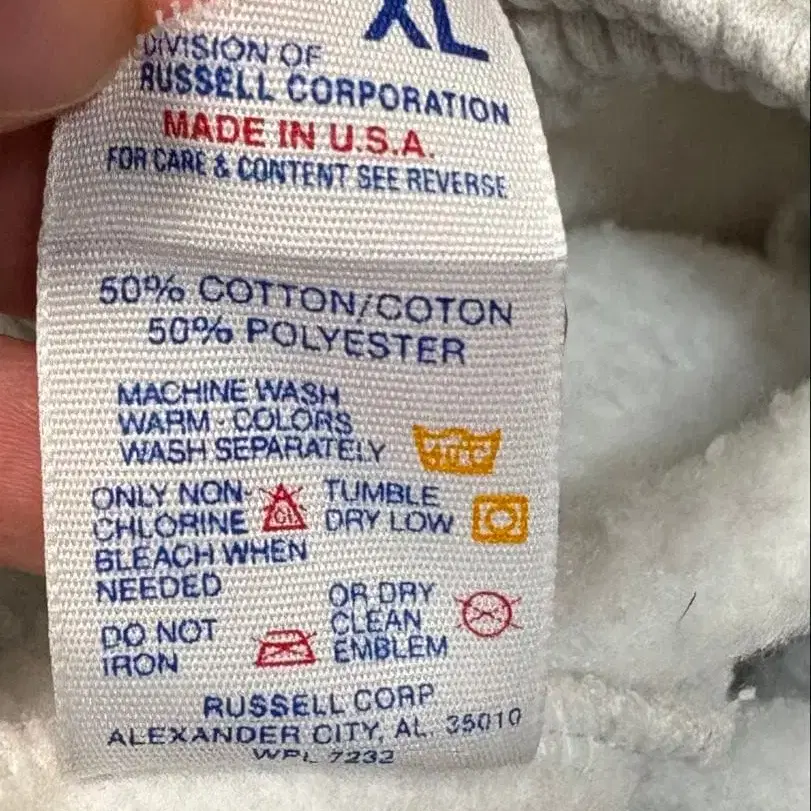 XL
DIVISION OF
RUSSELL CORPORATION
MADE IN U.S.A.
FOR CARE & CONTENT SEE REVERSE
50% COTTON/COTON
50% POLYESTER
MACHINE WASH
WARM - COLORS
WASH SEPARATELY
ONLY NON-
CHLORINE
BLEACH WHEN
NEEDED
Cl
TUMBLE
DRY LOW
DO NOT
IRON
OR DRY
CLEAN
EMBLEM
RUSSELL CORP.
ALEXANDER CITY, AL. 35010
WPL 7232